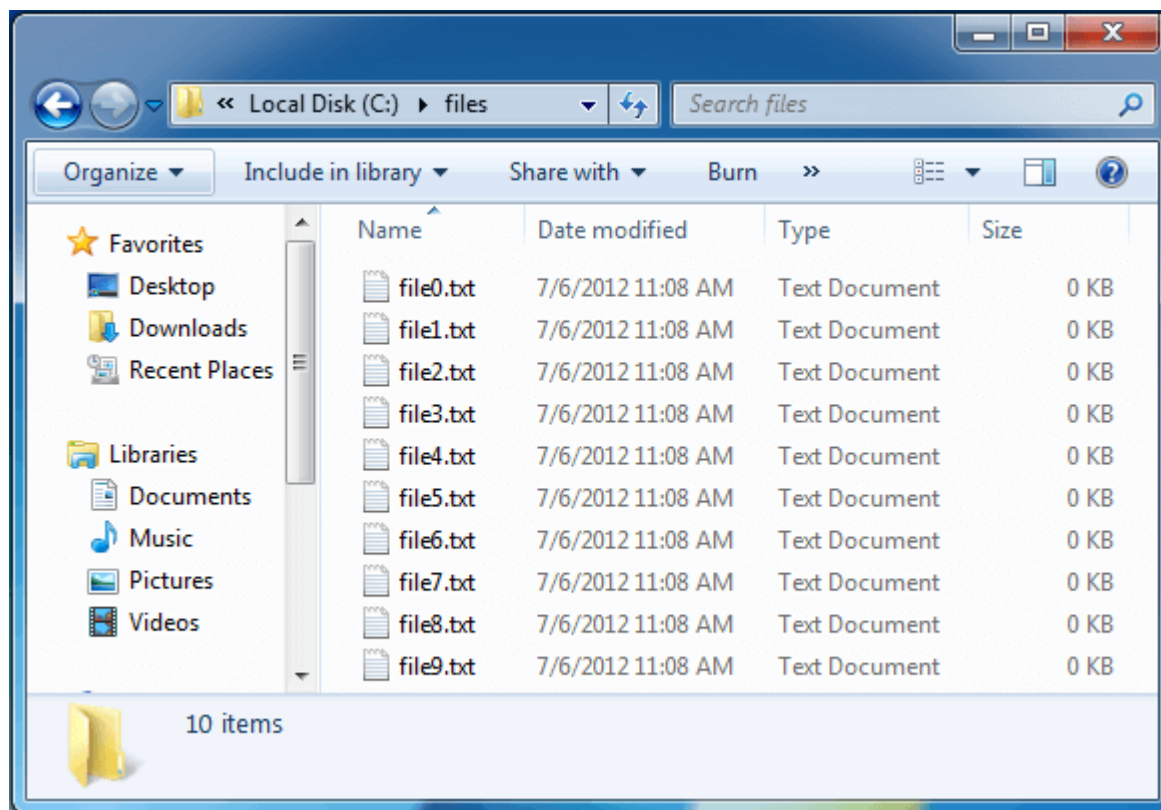 « Local Disk (C:) ▸ files Search files
Organize Include in library Share with Burn »
Name Date modified Type Size
Favorites
Desktop
Downloads
Recent Places
Libraries
Documents
Music
Pictures
Videos
file0.txt 7/6/2012 11:08 AM Text Document 0 KB
file1.txt 7/6/2012 11:08 AM Text Document 0 KB
file2.txt 7/6/2012 11:08 AM Text Document 0 KB
file3.txt 7/6/2012 11:08 AM Text Document 0 KB
file4.txt 7/6/2012 11:08 AM Text Document 0 KB
file5.txt 7/6/2012 11:08 AM Text Document 0 KB
file6.txt 7/6/2012 11:08 AM Text Document 0 KB
file7.txt 7/6/2012 11:08 AM Text Document 0 KB
file8.txt 7/6/2012 11:08 AM Text Document 0 KB
file9.txt 7/6/2012 11:08 AM Text Document 0 KB
10 items